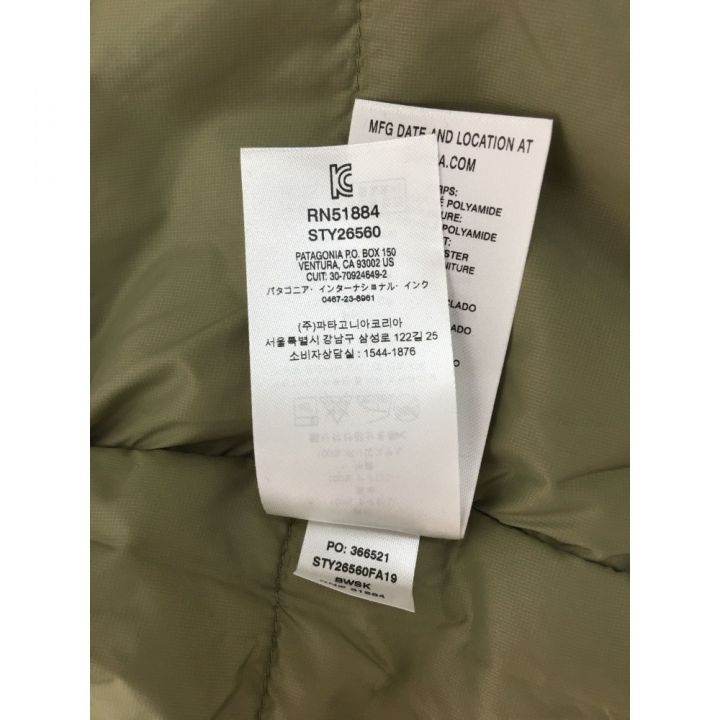 MFG DATE AND LOCATION AT
A.COM
RPS:
É POLYAMIDE
URE:
POLYAMIDE
STER
NITURE
CLADO
LADO
RN51884
STY26560
PATAGONIA P.O. BOX 150
VENTURA, CA 93002 US
CUIT: 30-70924549-2
パタゴニア・インターナショナル・インク
0467-23-8961
(주)파타고니아코리아
서울특별시 강남구 삼성로 122길 25
소비자상담실 : 1544-1876
PO: 366521
STY26560FA19
BWSK